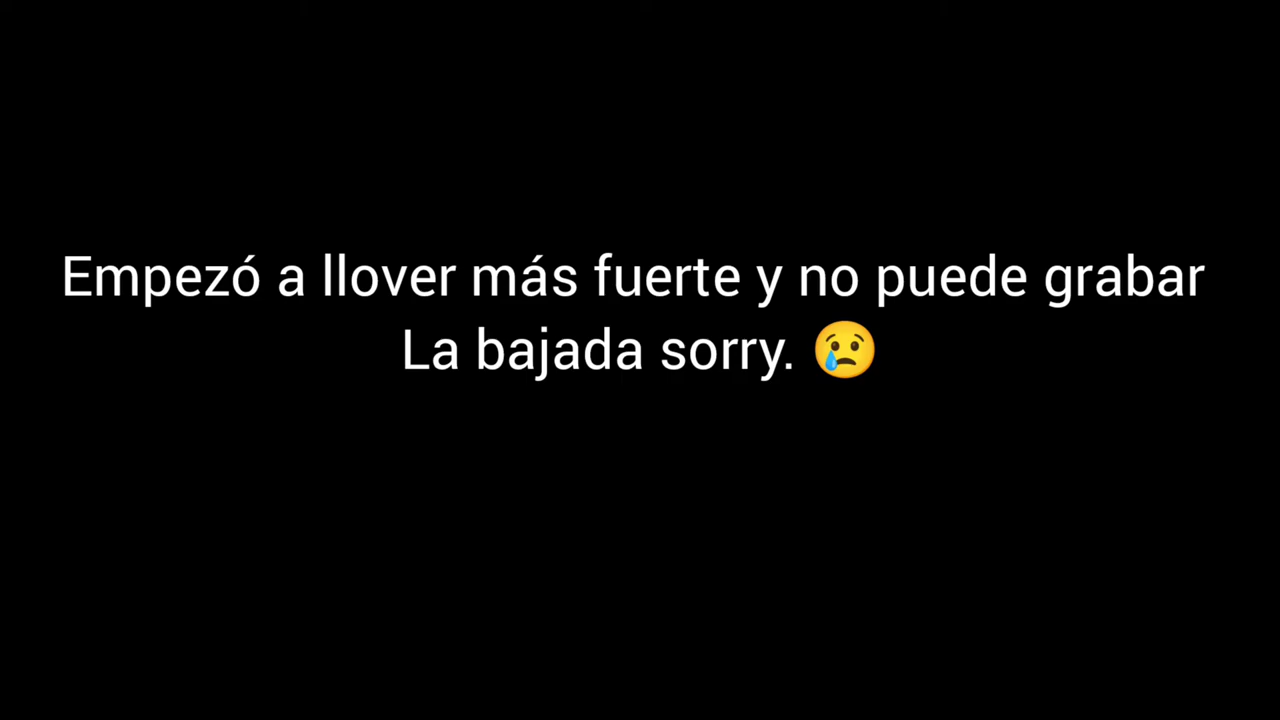 Empezó a llover más fuerte y no puede grabar
La bajada sorry. 😢